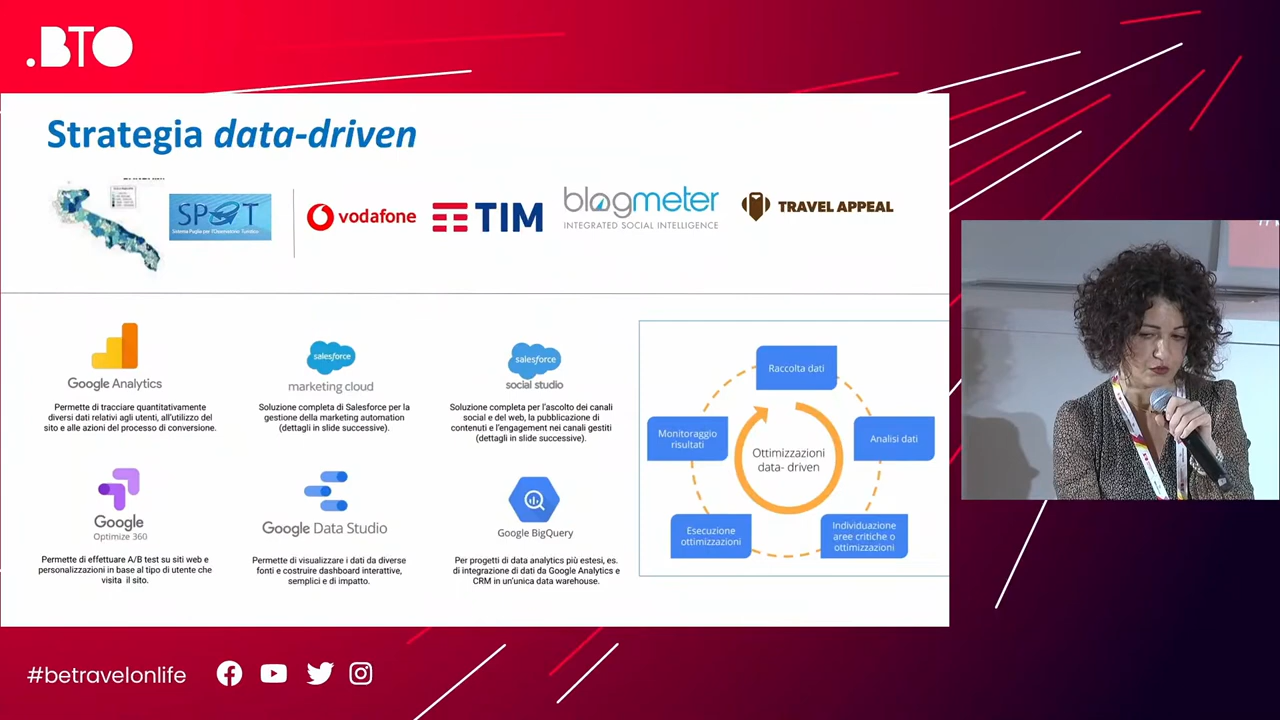 .BTO
Strategia data-driven
SPOT
Sistema Puglia per l'Osservatorio Turistico
vodafone
TIM
blogmeter
INTEGRATED SOCIAL INTELLIGENCE
TRAVEL APPEAL
Google Analytics
Permette di tracciare quantitativamente
diversi dati relativi agli utenti, all'utilizzo del
sito e alle azioni del processo di conversione.
salesforce
marketing cloud
Soluzione completa di Salesforce per la
gestione della marketing automation
(dettagli in slide successive).
salesforce
social studio
Soluzione completa per l'ascolto dei canali
social e del web, la pubblicazione di
contenuti e l'engagement nei canali gestiti
(dettagli in slide successive).
Google
Optimize 360
Permette di effettuare A/B test su siti web e
personalizzazioni in base al tipo di utente che
visita il sito.
Google Data Studio
Permette di visualizzare i dati da diverse
fonti e costruire dashboard interattive,
semplici e di impatto.
Google BigQuery
Per progetti di data analytics più estesi, es.
di integrazione di dati da Google Analytics e
CRM in un'unica data warehouse.
Raccolta dati
Monitoraggio
risultati
Analisi dati
Ottimizzazioni
data- driven
Esecuzione
ottimizzazioni
Individuazione
aree critiche o
ottimizzazioni
#betravelonlife